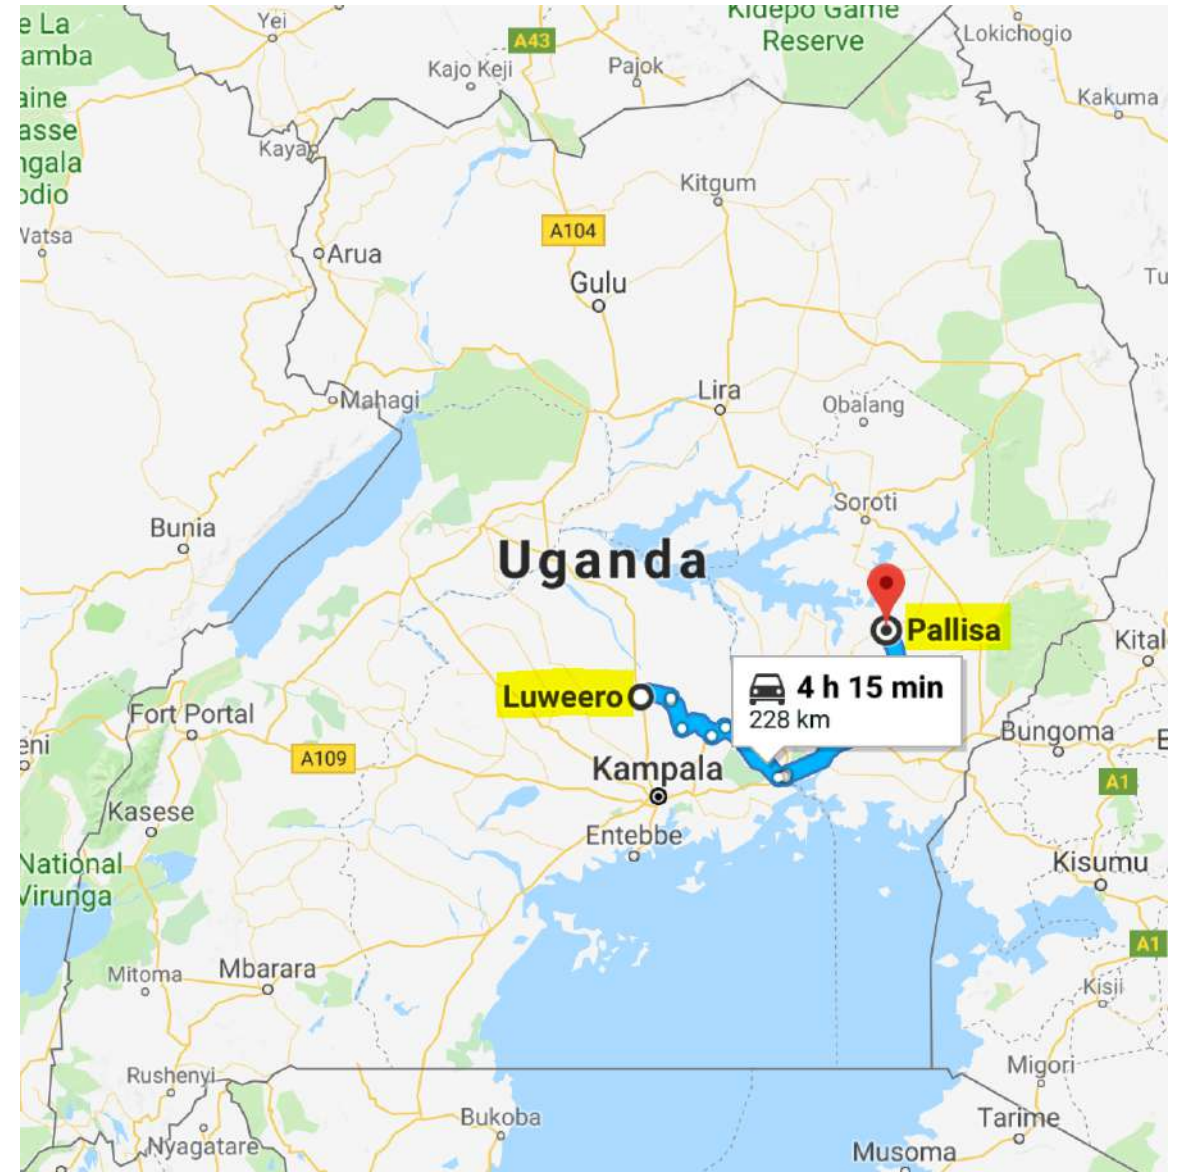 Kidepo Game
Reserve
e La
amba
Yei
A43
Lokichogio
Kajo Keji
Pajok
Kakuma
aine
asse
ngala
odio
Kaya
Kitgum
Watsa
A104
Arua
Tu
Gulu
Mahagi
Lira
Obalang
Soroti
Bunia
Uganda
Pallisa
Kital
Luweero
4 h 15 min
228 km
Fort Portal
Bungoma
eni
A109
E
Kampala
A1
Kasese
Entebbe
National
Virunga
Kisumu
A1
Mitoma
Mbarara
Kisii
Rushenyi
Migori
Bukoba
Tarime
Nyagatare
Musoma